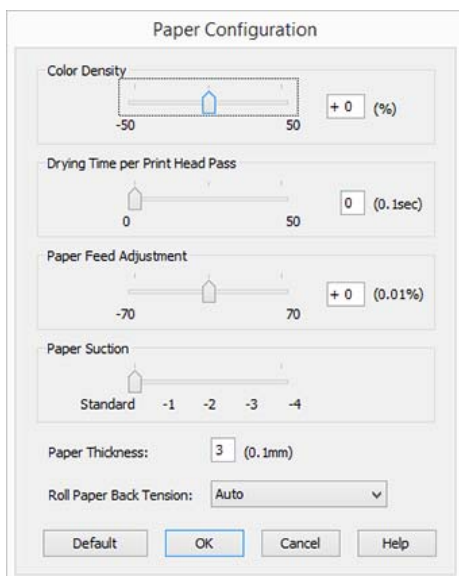 Paper Configuration
Color Density
-50 50
+ 0 (%)
Drying Time per Print Head Pass
0 50
0 (0.1sec)
Paper Feed Adjustment
-70 70
+ 0 (0.01%)
Paper Suction
Standard -1 -2 -3 -4
Paper Thickness: 3 (0.1mm)
Roll Paper Back Tension: Auto
Default OK Cancel Help